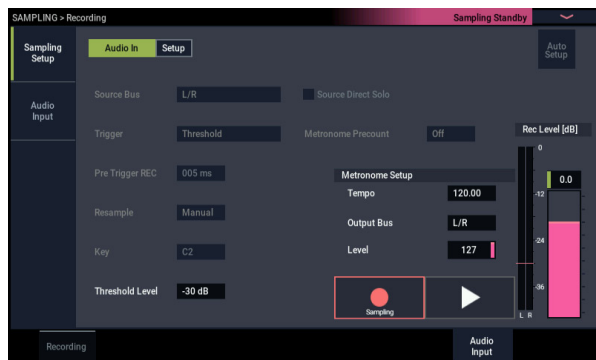 SAMPLING > Recording
Sampling Standby
Sampling
Setup
Audio In
Setup
Auto
Setup
Source Bus
L/R
Source Direct Solo
Audio
Input
Trigger
Threshold
Metronome Precount
Off
Rec Level [dB]
0
Pre Trigger REC
005 ms
Metronome Setup
0.0
Tempo
120.00
-12
Resample
Manual
Output Bus
L/R
Key
C2
Level
127
-24
Threshold Level
-30 dB
-36
Sampling
L R
Recording
Audio
Input